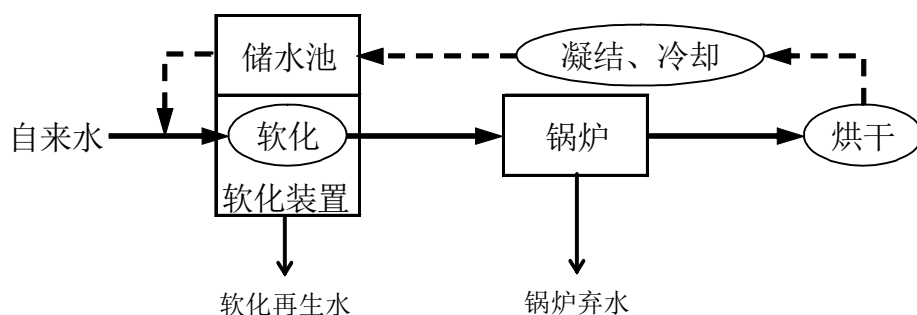 储水池
凝结、冷却
自来水
软化
锅炉
烘干
软化装置
软化再生水
锅炉弃水